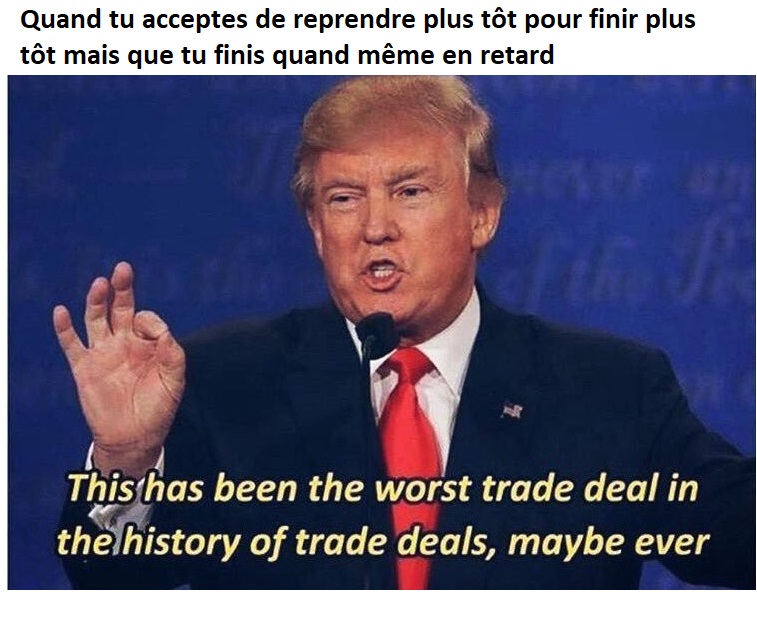 Quand tu acceptes de reprendre plus tôt pour finir plus
tôt mais que tu finis quand même en retard
This has been the worst trade deal in
the history of trade deals, maybe ever